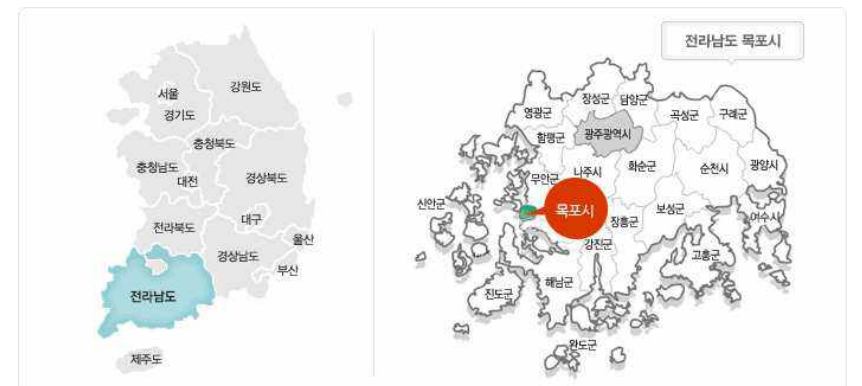 서울
강원도
경기도
충청북도
충청남도
대전
경상북도
대구
전라북도
울산
경상남도
부산
전라남도
제주도
전라남도 목포시
영광군
장성군
담양군
곡성군
구례군
함평군
광주광역시
무안군
나주시
화순군
순천시
광양시
신안군
목포시
장흥군
보성군
여수시
강진군
고흥군
해남군
진도군
완도군